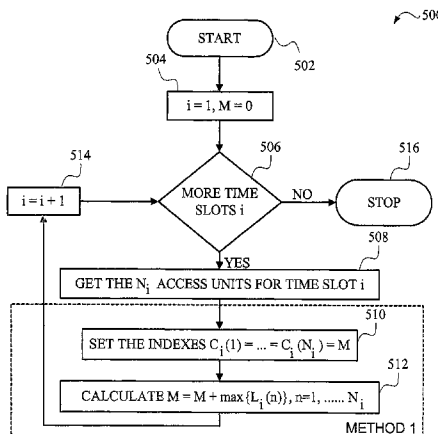 500
START
502
504
i = 1, M = 0
506
514
516
i = i + 1
MORE TIME SLOTS i
NO
STOP
YES
508
GET THE N_i ACCESS UNITS FOR TIME SLOT i
510
SET THE INDEXES C_i(1) = ... = C_i(N_i) = M
512
CALCULATE M = M + max{L_i(n)}, n=1, ...... N_i
METHOD 1